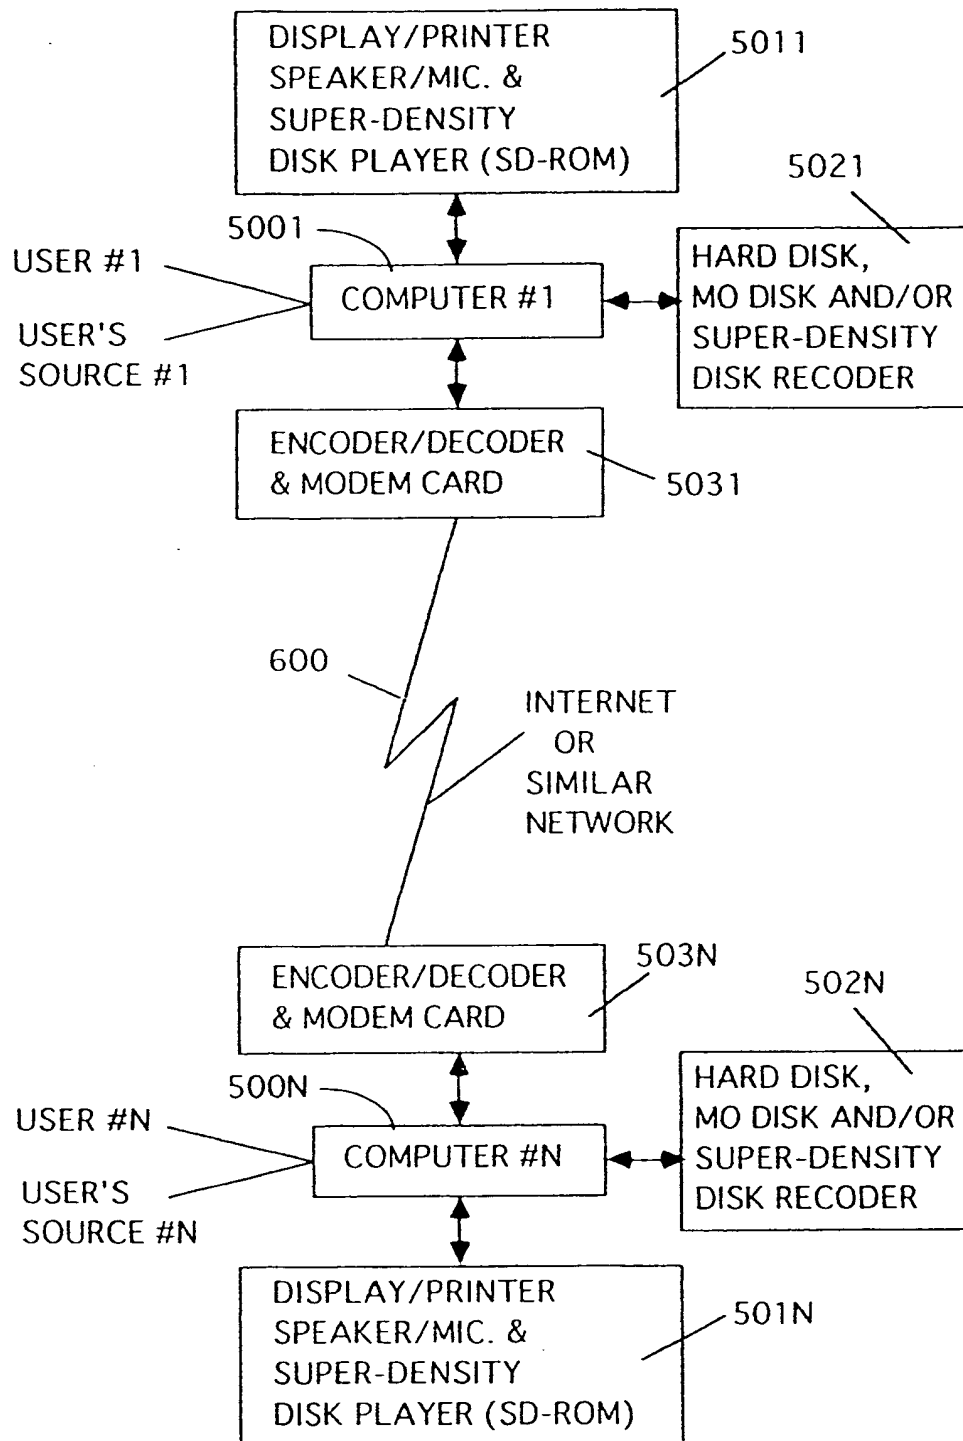 DISPLAY/PRINTER
SPEAKER/MIC. &
SUPER-DENSITY
DISK PLAYER (SD-ROM)
5011
5021
5001
USER #1
USER'S
SOURCE #1
COMPUTER #1
HARD DISK,
MO DISK AND/OR
SUPER-DENSITY
DISK RECODER
ENCODER/DECODER
& MODEM CARD
5031
600
INTERNET
OR
SIMILAR
NETWORK
ENCODER/DECODER
& MODEM CARD
503N
502N
500N
USER #N
USER'S
SOURCE #N
COMPUTER #N
HARD DISK,
MO DISK AND/OR
SUPER-DENSITY
DISK RECODER
DISPLAY/PRINTER
SPEAKER/MIC. &
SUPER-DENSITY
DISK PLAYER (SD-ROM)
501N